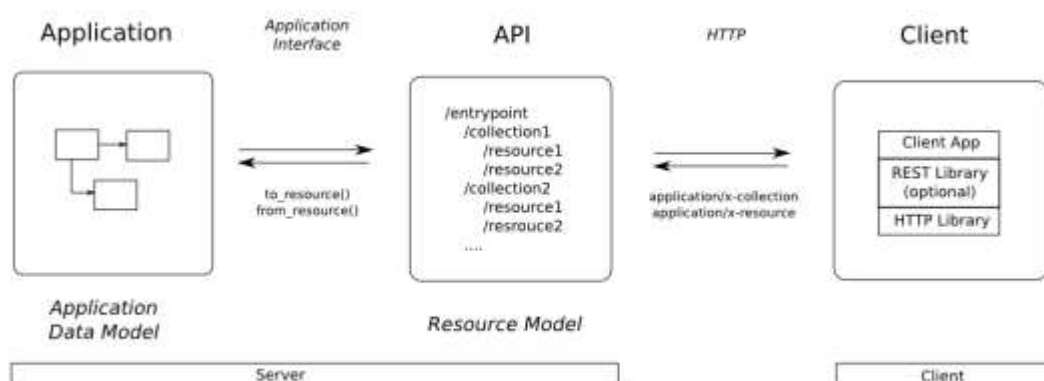 Application
Application
Interface
API
HTTP
Client
/entrypoint
/collection1
/resource1
/resource2
/collection2
/resource1
/resrouce2
....
to_resource()
from_resource()
application/x-collection
application/x-resource
Client App
REST Library
(optional)
HTTP Library
Application
Data Model
Resource Model
Server
Client